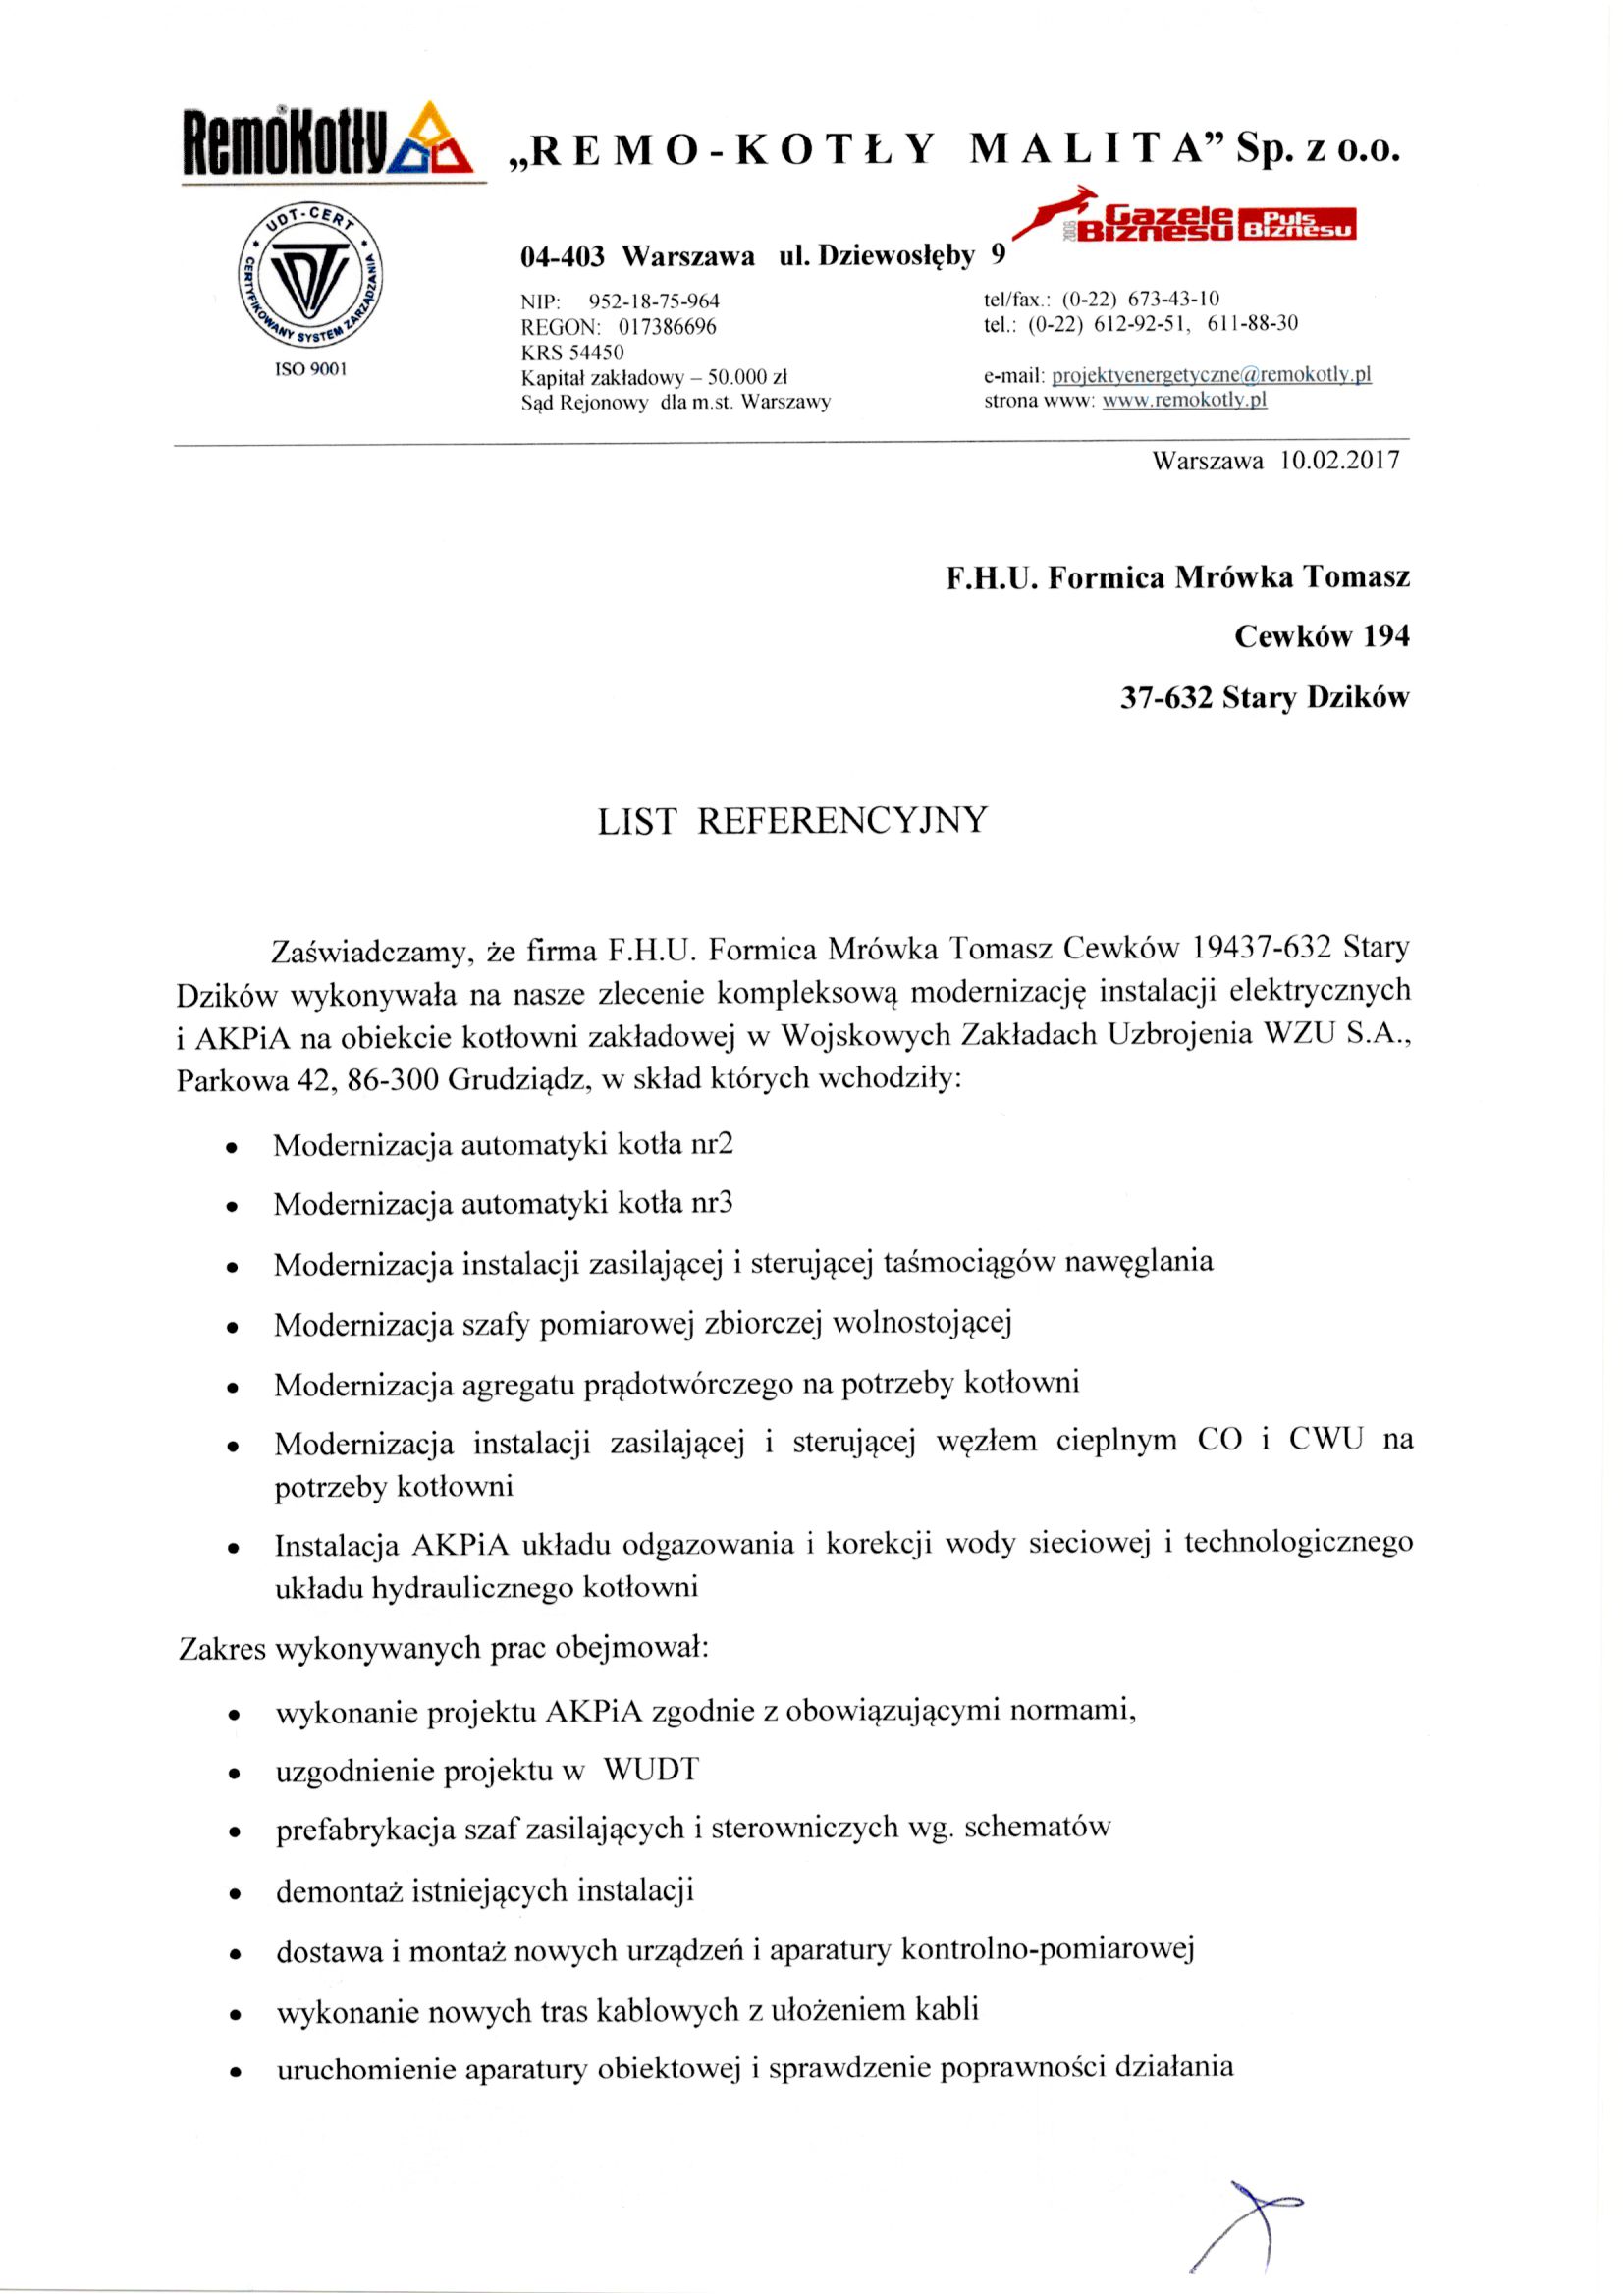 RemoKotły
„REMO-KOTŁY MALITA” Sp. z o.o.
UDT-CERT
CERTYFIKOWANY SYSTEM ZARZĄDZANIA
ISO 9001
Gazele
Biznesu
2008
Puls
Biznesu
04-403 Warszawa ul. Dziewosłęby 9
NIP: 952-18-75-964
REGON: 017386696
KRS 54450
Kapitał zakładowy – 50.000 zł
Sąd Rejonowy dla m.st. Warszawy
tel/fax.: (0-22) 673-43-10
tel.: (0-22) 612-92-51, 611-88-30
e-mail: projektyenergetyczne@remokotly.pl
strona www: www.remokotly.pl
Warszawa 10.02.2017
F.H.U. Formica Mrówka Tomasz
Cewków 194
37-632 Stary Dzików
LIST REFERENCYJNY
Zaświadczamy, że firma F.H.U. Formica Mrówka Tomasz Cewków 19437-632 Stary
Dzików wykonywała na nasze zlecenie kompleksową modernizację instalacji elektrycznych
i AKPiA na obiekcie kotłowni zakładowej w Wojskowych Zakładach Uzbrojenia WZU S.A.,
Parkowa 42, 86-300 Grudziądz, w skład których wchodziły:
• Modernizacja automatyki kotła nr2
• Modernizacja automatyki kotła nr3
• Modernizacja instalacji zasilającej i sterującej taśmociągów nawęglania
• Modernizacja szafy pomiarowej zbiorczej wolnostojącej
• Modernizacja agregatu prądotwórczego na potrzeby kotłowni
• Modernizacja instalacji zasilającej i sterującej węzłem cieplnym CO i CWU na
potrzeby kotłowni
• Instalacja AKPiA układu odgazowania i korekcji wody sieciowej i technologicznego
układu hydraulicznego kotłowni
Zakres wykonywanych prac obejmował:
• wykonanie projektu AKPiA zgodnie z obowiązującymi normami,
• uzgodnienie projektu w WUDT
• prefabrykacja szaf zasilających i sterowniczych wg. schematów
• demontaż istniejących instalacji
• dostawa i montaż nowych urządzeń i aparatury kontrolno-pomiarowej
• wykonanie nowych tras kablowych z ułożeniem kabli
• uruchomienie aparatury obiektowej i sprawdzenie poprawności działania